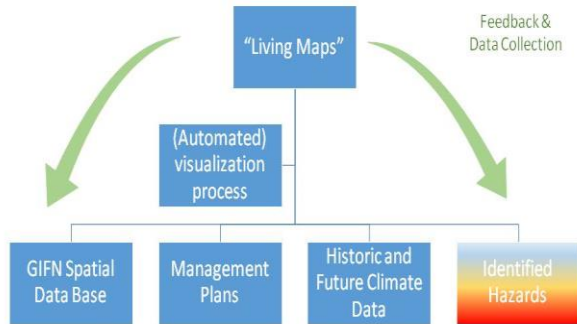 "Living Maps"
Feedback &
Data Collection
(Automated)
visualization
process
GIFN Spatial
Data Base
Management
Plans
Historic and
Future Climate
Data
Identified
Hazards